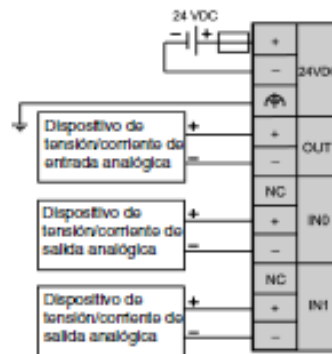 24 VDC
− +
+
−
24VDC
Dispositivo de
tensión/corriente de
entrada analógica
+
−
+
−
OUT
NC
Dispositivo de
tensión/corriente de
salida analógica
+
−
+
−
IN0
NC
Dispositivo de
tensión/corriente de
salida analógica
+
−
+
−
IN1